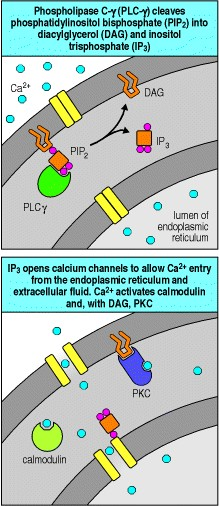 Phospholipase C-γ (PLC-γ) cleaves
phosphatidylinositol bisphosphate (PIP₂) into
diacylglycerol (DAG) and inositol
trisphosphate (IP₃)
Ca²⁺
DAG
PIP₂
IP₃
PLCγ
lumen of
endoplasmic
reticulum
IP₃ opens calcium channels to allow Ca²⁺ entry
from the endoplasmic reticulum and
extracellular fluid. Ca²⁺ activates calmodulin
and, with DAG, PKC
PKC
calmodulin